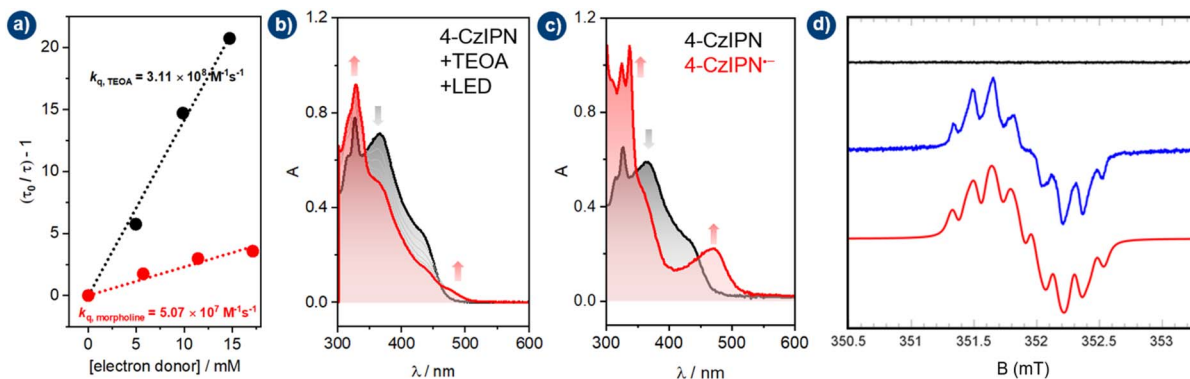 a)
k_q, TEOA = 3.11 × 10⁸ M⁻¹s⁻¹
k_q, morpholine = 5.07 × 10⁷ M⁻¹s⁻¹
(τ₀ / τ) - 1
20
15
10
5
0
0 5 10 15
[electron donor] / mM
b)
4-CzIPN
+TEOA
+LED
A
1.2
0.8
0.4
0.0
300 400 500 600
λ / nm
c)
4-CzIPN
4-CzIPN•−
A
1.2
0.8
0.4
0.0
300 400 500 600
λ / nm
d)
350.5 351 351.5 352 352.5 353
B (mT)